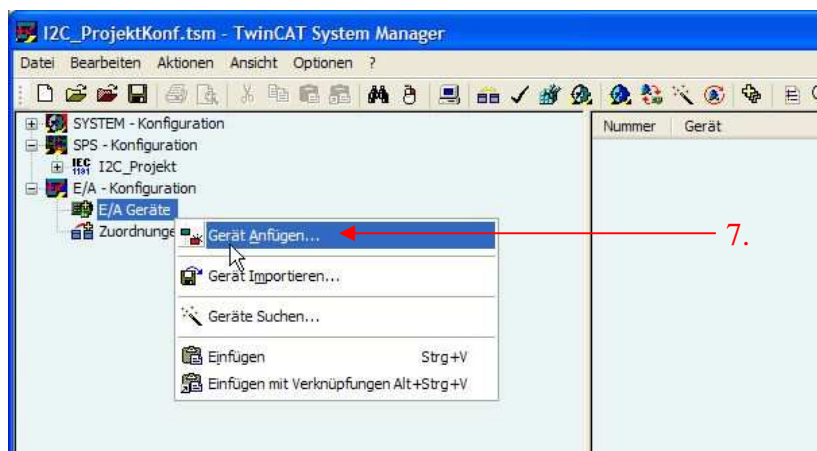 I2C_ProjektKonf.tsm - TwinCAT System Manager
Datei Bearbeiten Aktionen Ansicht Optionen ?
SYSTEM - Konfiguration
SPS - Konfiguration
IEC 1131 I2C_Projekt
E/A - Konfiguration
E/A Geräte
Zuordnunge
Nummer Gerät
Gerät Anfügen...
7.
Gerät Importieren...
Geräte Suchen...
Einfügen Strg+V
Einfügen mit Verknüpfungen Alt+Strg+V